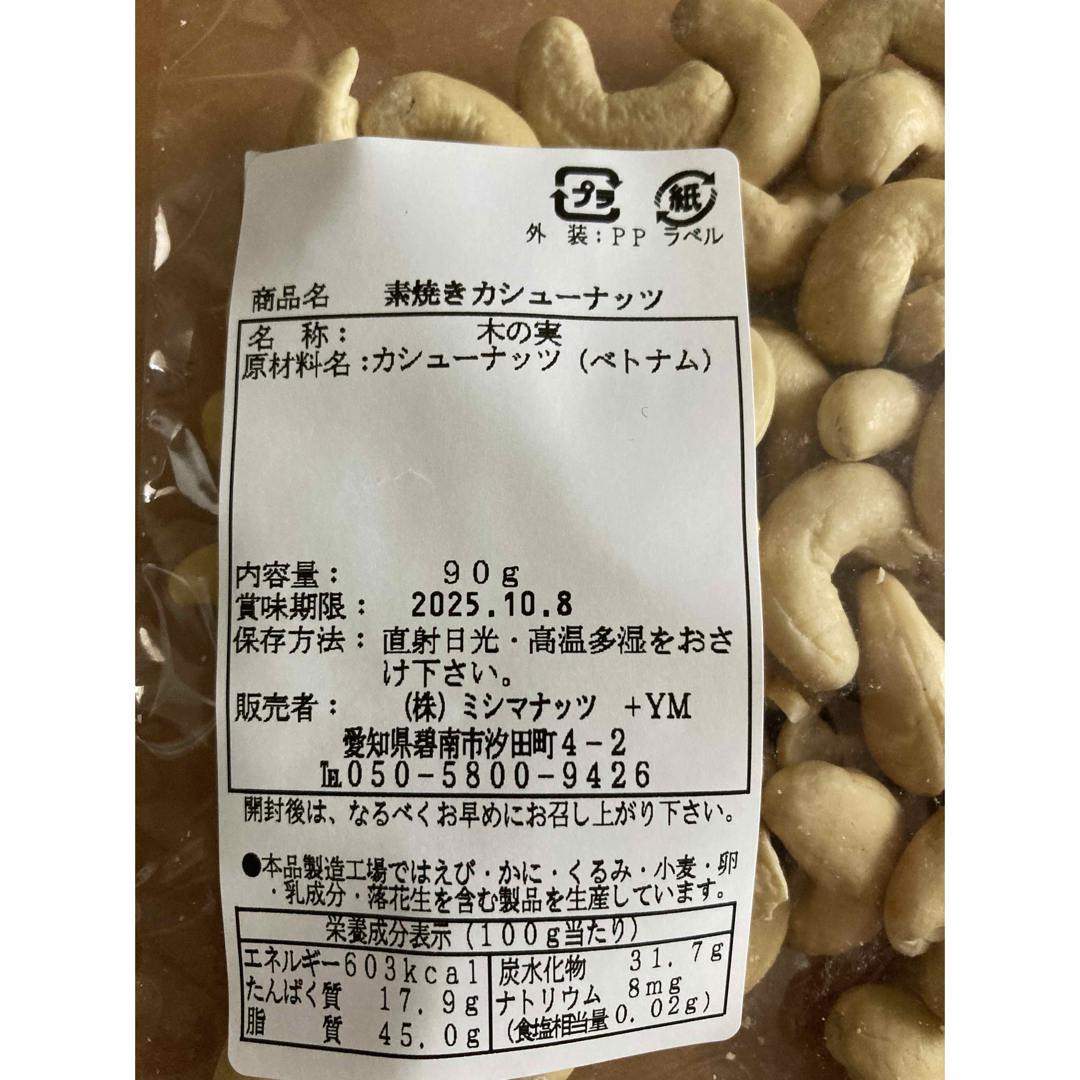 プラ 紙
外 装：ＰＰ ラベル
商品名 素焼きカシューナッツ
名 称： 木の実
原材料名：カシューナッツ（ベトナム）
内容量： ９０ｇ
賞味期限： 2025.10.8
保存方法：直射日光・高温多湿をおさ
け下さい。
販売者： （株）ミシマナッツ ＋ＹＭ
愛知県碧南市汐田町４－２
℡０５０－５８００－９４２６
開封後は、なるべくお早めにお召し上がり下さい。
●本品製造工場ではえび・かに・くるみ・小麦・卵
・乳成分・落花生を含む製品を生産しています。
栄養成分表示（１００ｇ当たり）
エネルギー６０３kcal 炭水化物 ３１．７ｇ
たんぱく質 １７．９ｇ ナトリウム ８mg
脂 質 ４５．０ｇ （食塩相当量０．０２g）